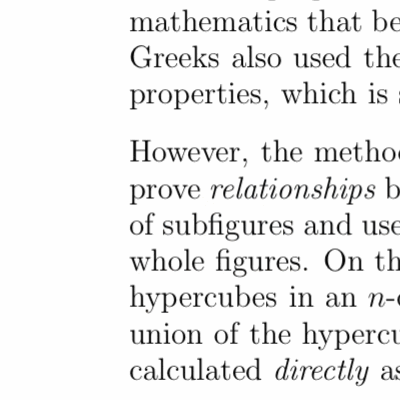 mathematics that be
Greeks also used the
properties, which is
However, the metho
prove relationships b
of subfigures and use
whole figures. On th
hypercubes in an n-
union of the hypercu
calculated directly as